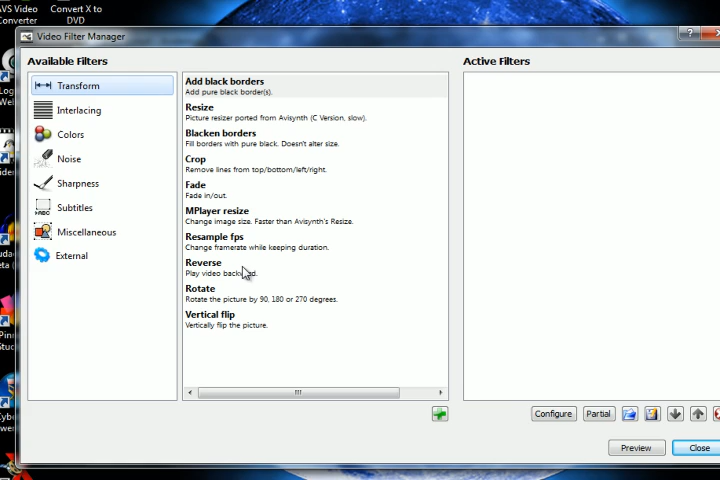 AVS Video
Converter
Convert X to
DVD
Video Filter Manager
?
Available Filters
Active Filters
Transform
Interlacing
Colors
Noise
Sharpness
Subtitles
Miscellaneous
External
Add black borders
Add pure black border(s).
Resize
Picture resizer ported from Avisynth (C Version, slow).
Blacken borders
Fill borders with pure black. Doesn't alter size.
Crop
Remove lines from top/bottom/left/right.
Fade
Fade in/out.
MPlayer resize
Change image size. Faster than Avisynth's Resize.
Resample fps
Change framerate while keeping duration.
Reverse
Play video
Rotate
Rotate the picture by 90, 180 or 270 degrees.
Vertical flip
Vertically flip the picture.
Configure
Partial
Preview
Close